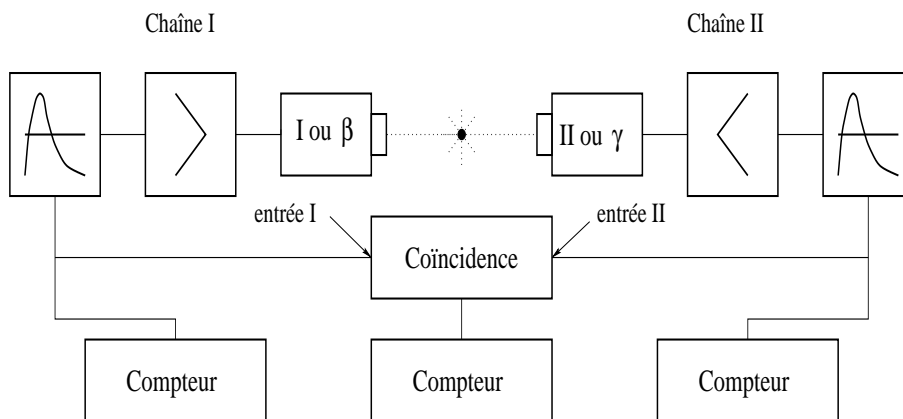 Chaîne I
Chaîne II
I ou β
II ou γ
entrée I
entrée II
Coïncidence
Compteur
Compteur
Compteur